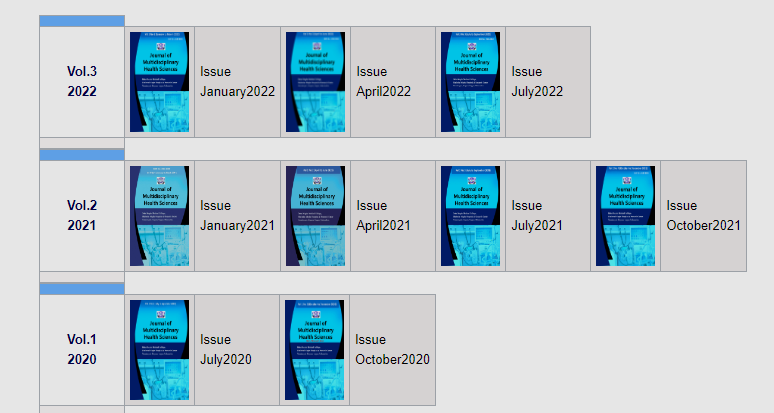 Vol.3
2022
Journal of
Multidisciplinary
Health Sciences
Issue
January2022
Journal of
Multidisciplinary
Health Sciences
Issue
April2022
Journal of
Multidisciplinary
Health Sciences
Issue
July2022
Vol.2
2021
Journal of
Multidisciplinary
Health Sciences
Issue
January2021
Journal of
Multidisciplinary
Health Sciences
Issue
April2021
Journal of
Multidisciplinary
Health Sciences
Issue
July2021
Journal of
Multidisciplinary
Health Sciences
Issue
October2021
Vol.1
2020
Journal of
Multidisciplinary
Health Sciences
Issue
July2020
Journal of
Multidisciplinary
Health Sciences
Issue
October2020